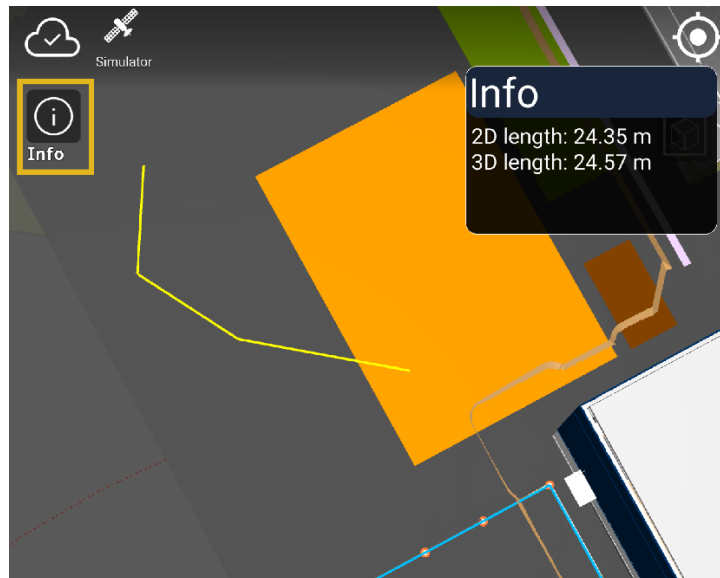 Simulator
Info
Info
2D length: 24.35 m
3D length: 24.57 m